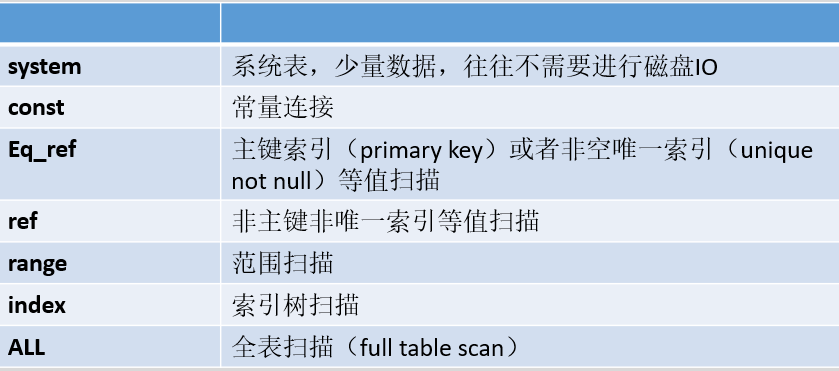 system 系统表，少量数据，往往不需要进行磁盘IO
const 常量连接
Eq_ref 主键索引（primary key）或者非空唯一索引（unique
not null）等值扫描
ref 非主键非唯一索引等值扫描
range 范围扫描
index 索引树扫描
ALL 全表扫描（full table scan）